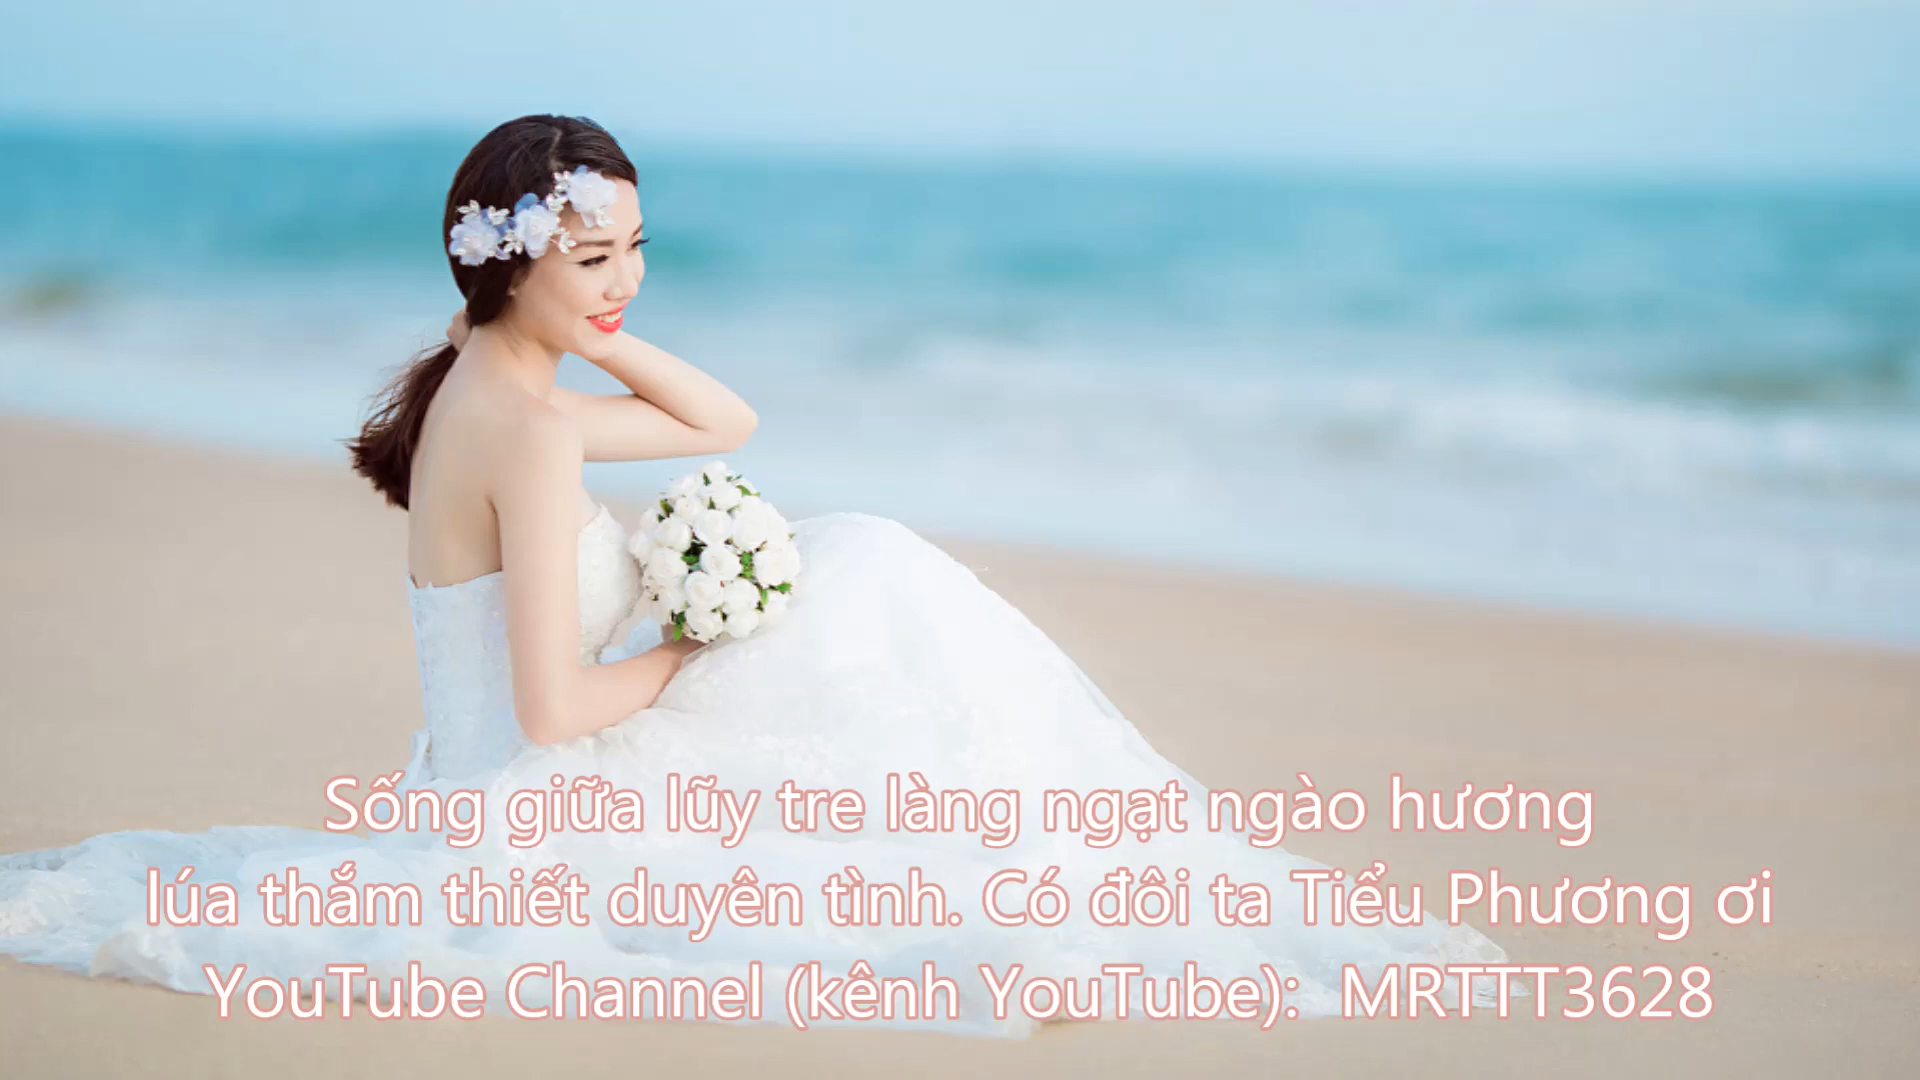 Sống giữa lũy tre làng ngạt ngào hương
lúa thắm thiết duyên tình. Có đôi ta Tiểu Phương ơi
YouTube Channel (kênh YouTube): MRTTT3628